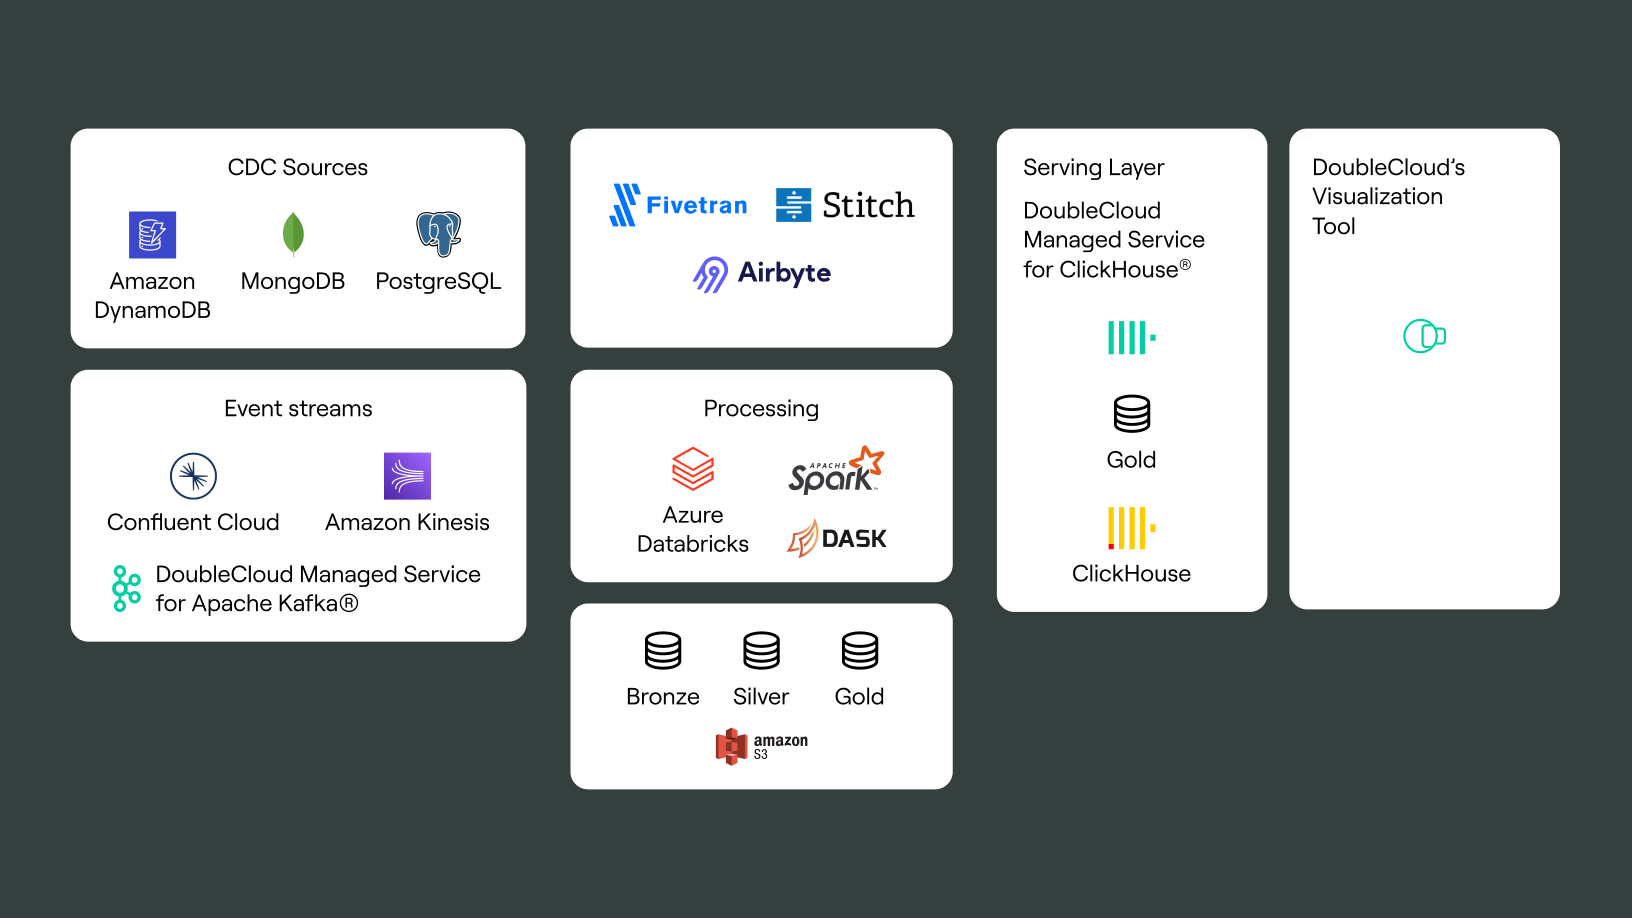 CDC Sources
Amazon
DynamoDB
MongoDB
PostgreSQL
Event streams
Confluent Cloud
Amazon Kinesis
DoubleCloud Managed Service
for Apache Kafka®
Fivetran
Stitch
Airbyte
Processing
Azure
Databricks
APACHE
Spark™
DASK
Bronze
Silver
Gold
amazon
S3
Serving Layer
DoubleCloud
Managed Service
for ClickHouse®
Gold
ClickHouse
DoubleCloud’s
Visualization
Tool